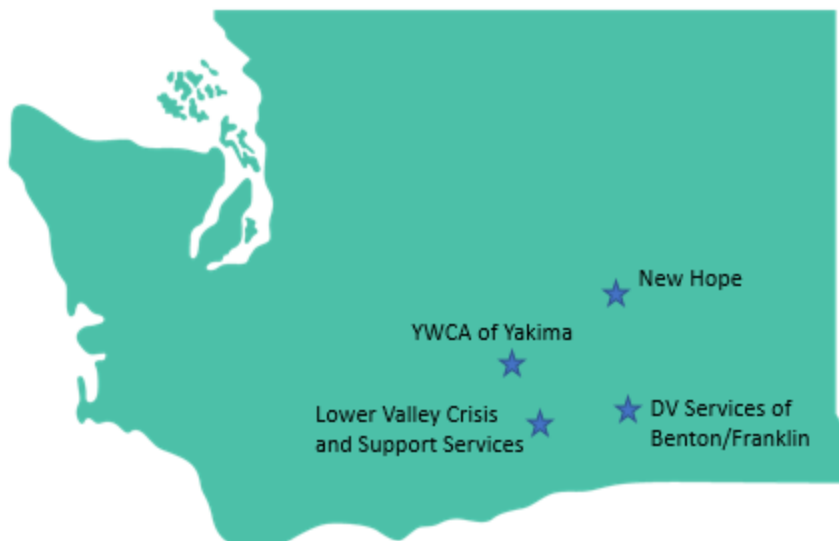 New Hope
YWCA of Yakima
Lower Valley Crisis
and Support Services
DV Services of
Benton/Franklin